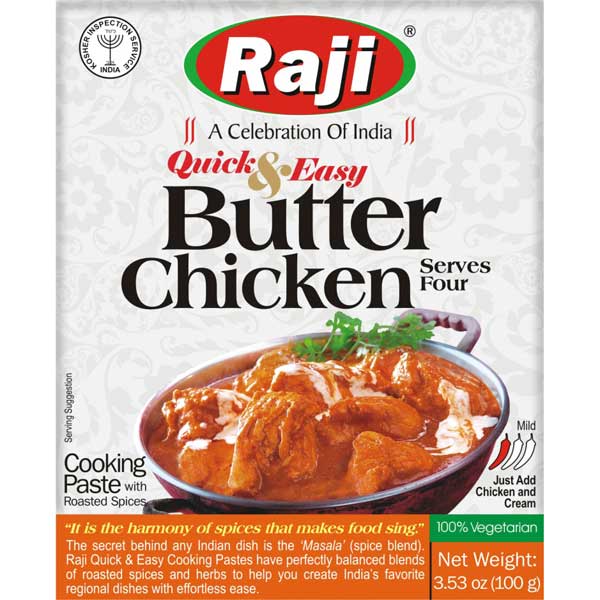 KOSHER INSPECTION SERVICE
INDIA
Raji®
A Celebration Of India
Quick & Easy
Butter
Chicken
Serves
Four
Serving Suggestion
Mild
Cooking
Paste with
Roasted Spices
Just Add
Chicken and
Cream
"It is the harmony of spices that makes food sing."
The secret behind any Indian dish is the 'Masala' (spice blend).
Raji Quick & Easy Cooking Pastes have perfectly balanced blends
of roasted spices and herbs to help you create India's favorite
regional dishes with effortless ease.
100% Vegetarian
Net Weight:
3.53 oz (100 g)